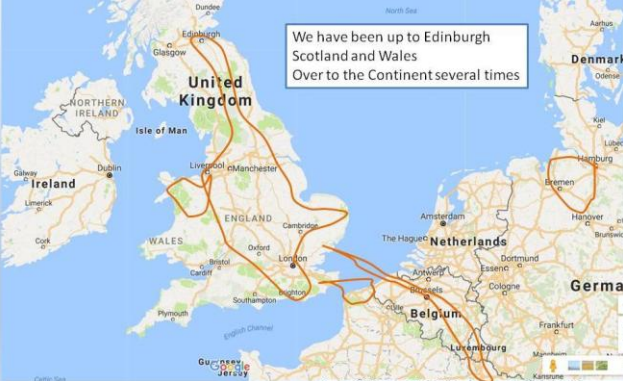 We have been up to Edinburgh
Scotland and Wales
Over to the Continent several times
Dundee
North Sea
Edinburgh
Glasgow
Aarhus
Denmark
Odense
United
Kingdom
NORTHERN
IRELAND
Isle of Man
Kiel
Hamburg
Bremen
Liverpool
Manchester
Dublin
Galway
Ireland
Limerick
Cork
Hanover
ENGLAND
Cambridge
Amsterdam
The Hague
Netherlands
WALES
Oxford
London
Bristol
Cardiff
Dortmund
Essen
Antwerp
Brussels
Cologne
Germa
Southampton
Brighton
Plymouth
Belgium
English Channel
Frankfurt
Luxembourg
Google
Guernsey
Jersey
Karlsruhe
Celtic Sea